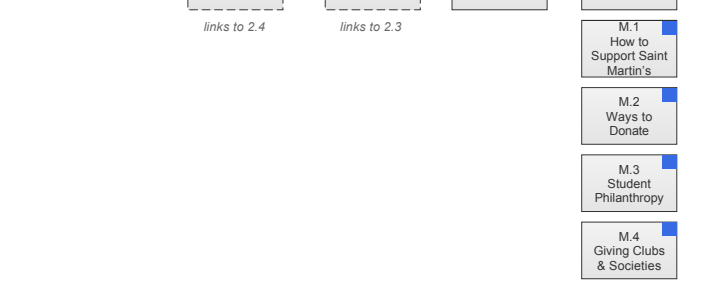 links to 2.4
links to 2.3
M.1
How to
Support Saint
Martin's
M.2
Ways to
Donate
M.3
Student
Philanthropy
M.4
Giving Clubs
& Societies